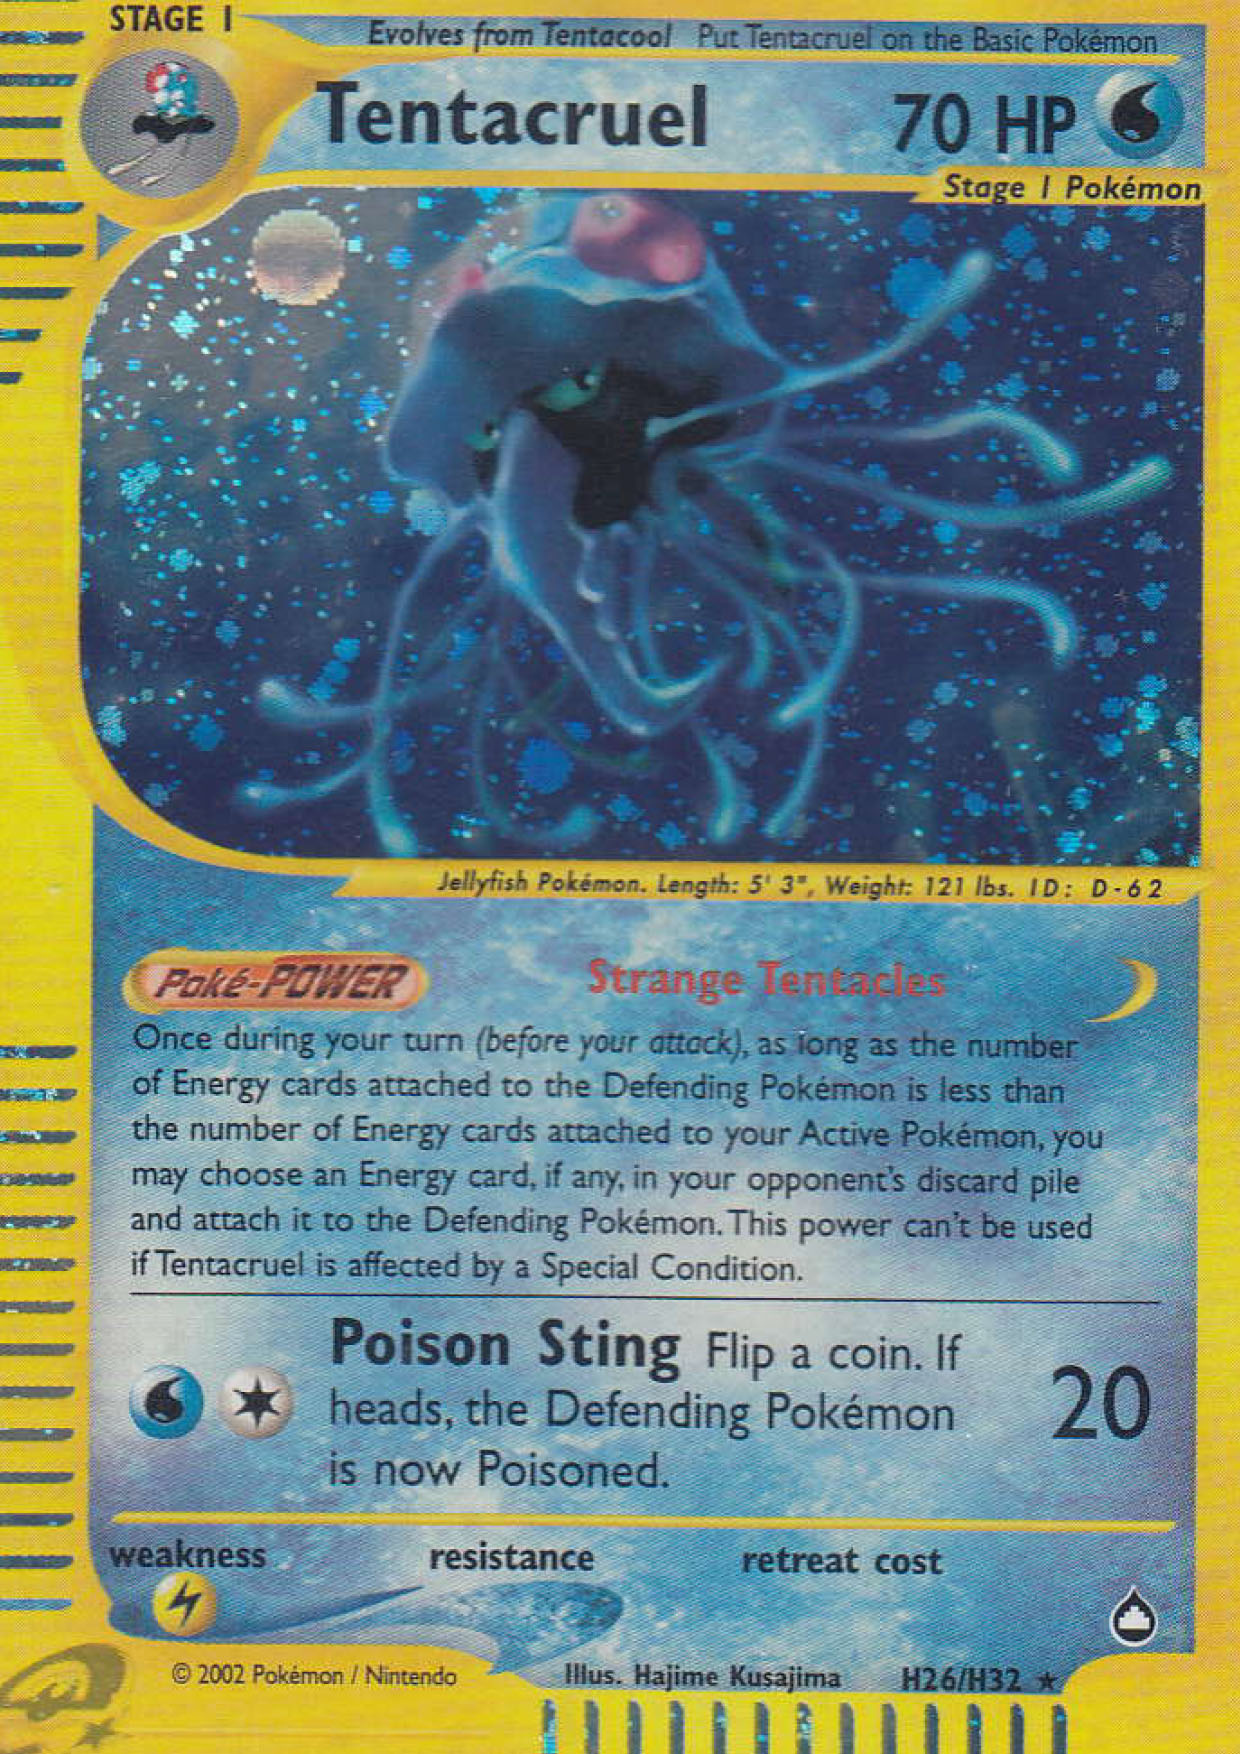 STAGE 1
Evolves from Tentacool Put Tentacruel on the Basic Pokémon
Tentacruel 70 HP
Stage 1 Pokémon
Jellyfish Pokémon. Length: 5' 3", Weight: 121 lbs. ID: D-62
Poké-POWER Strange Tentacles
Once during your turn (before your attack), as long as the number
of Energy cards attached to the Defending Pokémon is less than
the number of Energy cards attached to your Active Pokémon, you
may choose an Energy card, if any, in your opponent's discard pile
and attach it to the Defending Pokémon. This power can't be used
if Tentacruel is affected by a Special Condition.
Poison Sting Flip a coin. If
heads, the Defending Pokémon
is now Poisoned.
20
weakness resistance retreat cost
© 2002 Pokémon / Nintendo Illus. Hajime Kusajima H26/H32 ★